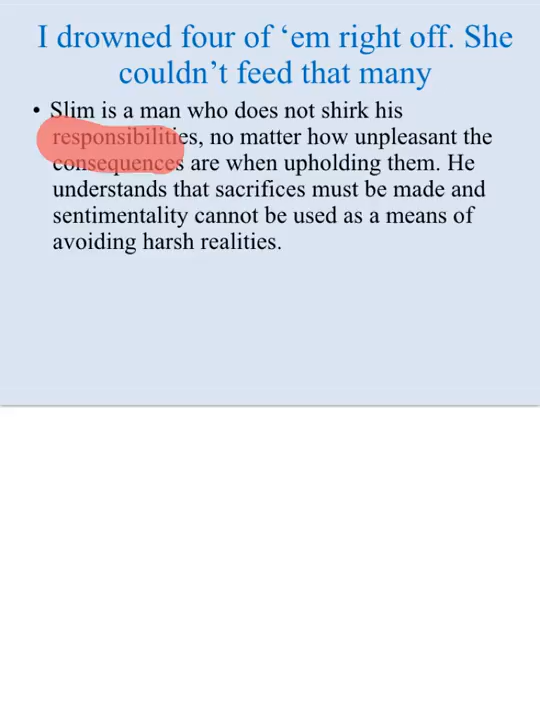 I drowned four of ‘em right off. She
couldn’t feed that many
• Slim is a man who does not shirk his
responsibilities, no matter how unpleasant the
consequences are when upholding them. He
understands that sacrifices must be made and
sentimentality cannot be used as a means of
avoiding harsh realities.